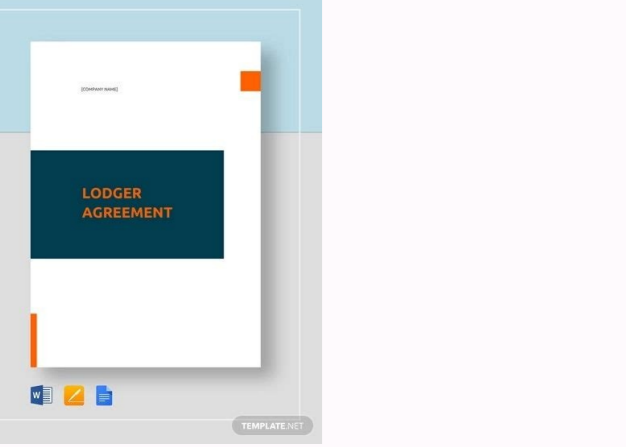 [COMPANY NAME]
LODGER
AGREEMENT
W
TEMPLATE.NET